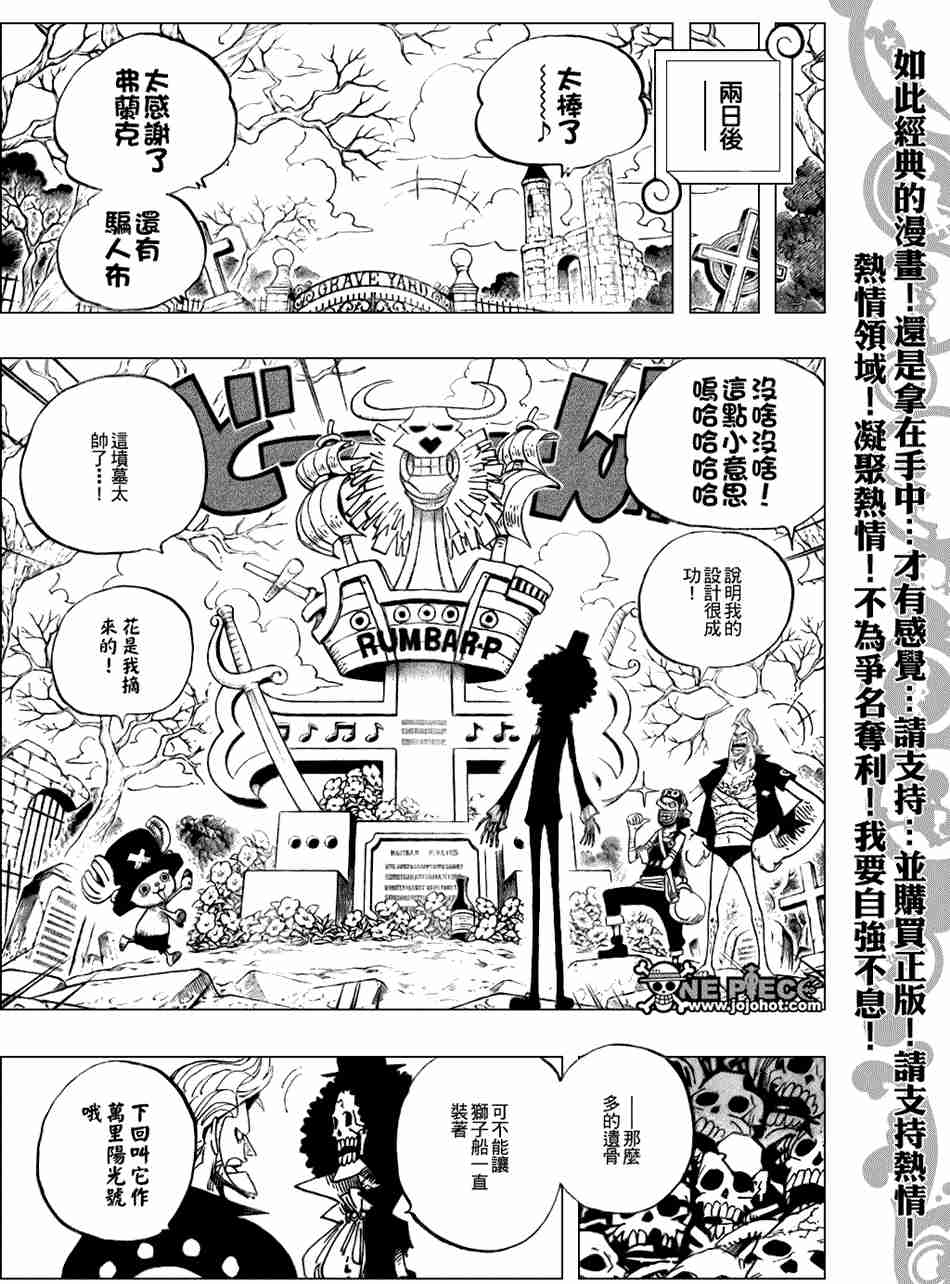 如此經典的漫畫！還是拿在手中…才有感覺…請支持…並購買正版！請支持熱情！
熱情領域！凝聚熱情！不為爭名奪利！我要自強不息！
兩日後
──
太棒了
～～～♪
太感謝了
弗蘭克
還有
騙人布
GRAVE YARD
沒啥沒啥！
這點小意思
嗚哈哈哈哈
說明我的
設計很成
功！
這墳墓太
帥了…！
花是我摘
來的！
どーーん
RUMBAR·P
ONE PIECE
www.jojohot.com
──那麼
多的遺骨
可不能讓
獅子船一直
裝著
下回叫它作
萬里陽光號
哦